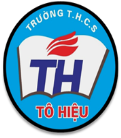 TRƯỜNG T.H.C.S
TH
TÔ HIỆU